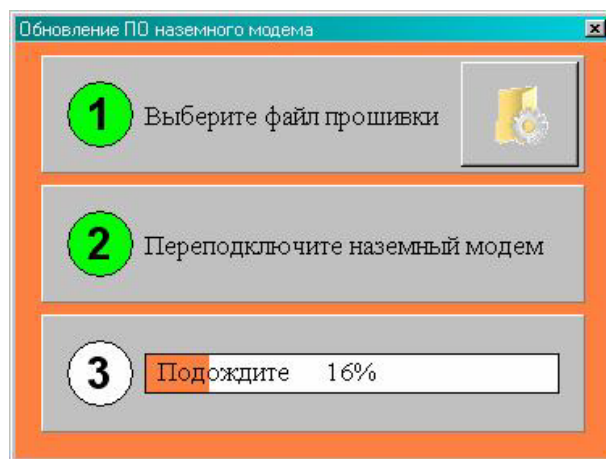 Обновление ПО наземного модема
1 Выберите файл прошивки
2 Переподключите наземный модем
3 Подождите 16%